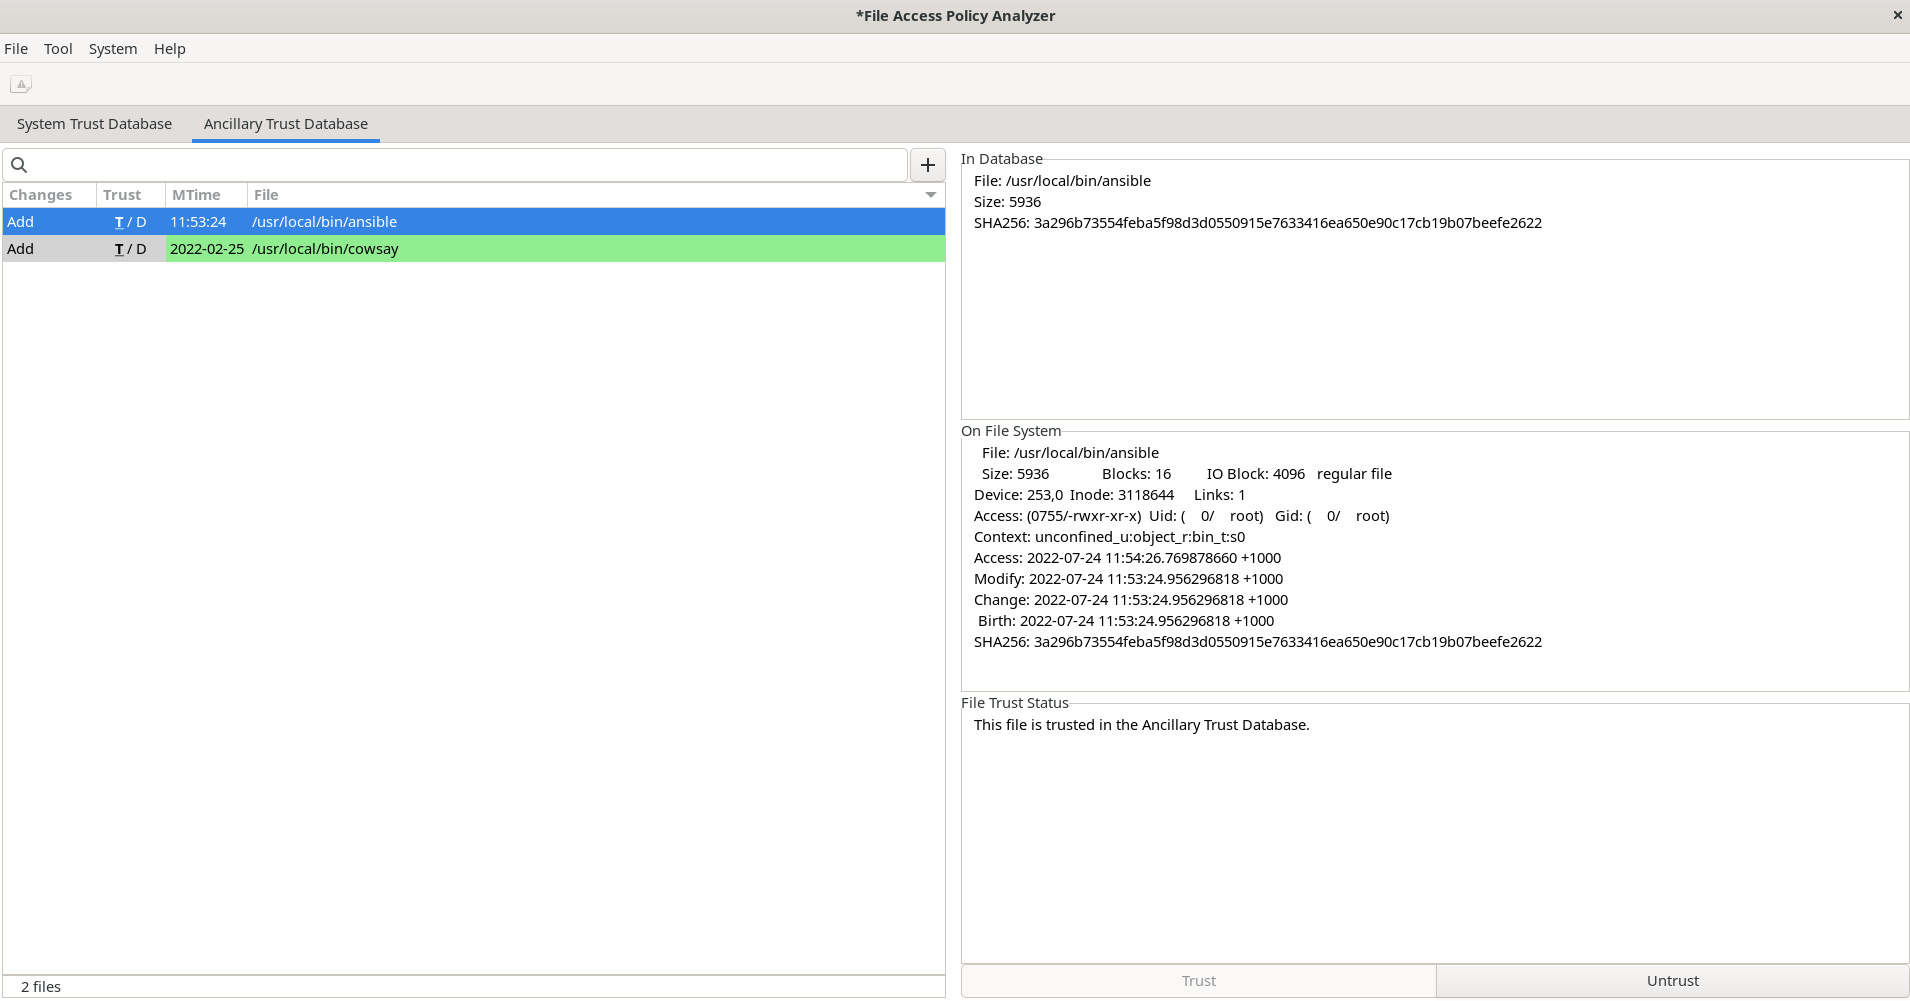 *File Access Policy Analyzer
File Tool System Help
System Trust Database Ancillary Trust Database
Changes Trust MTime File
Add T / D 11:53:24 /usr/local/bin/ansible
Add T / D 2022-02-25 /usr/local/bin/cowsay
2 files
In Database
File: /usr/local/bin/ansible
Size: 5936
SHA256: 3a296b73554feba5f98d3d0550915e7633416ea650e90c17cb19b07beefe2622
On File System
File: /usr/local/bin/ansible
Size: 5936 Blocks: 16 IO Block: 4096 regular file
Device: 253,0 Inode: 3118644 Links: 1
Access: (0755/-rwxr-xr-x) Uid: ( 0/ root) Gid: ( 0/ root)
Context: unconfined_u:object_r:bin_t:s0
Access: 2022-07-24 11:54:26.769878660 +1000
Modify: 2022-07-24 11:53:24.956296818 +1000
Change: 2022-07-24 11:53:24.956296818 +1000
Birth: 2022-07-24 11:53:24.956296818 +1000
SHA256: 3a296b73554feba5f98d3d0550915e7633416ea650e90c17cb19b07beefe2622
File Trust Status
This file is trusted in the Ancillary Trust Database.
Trust Untrust